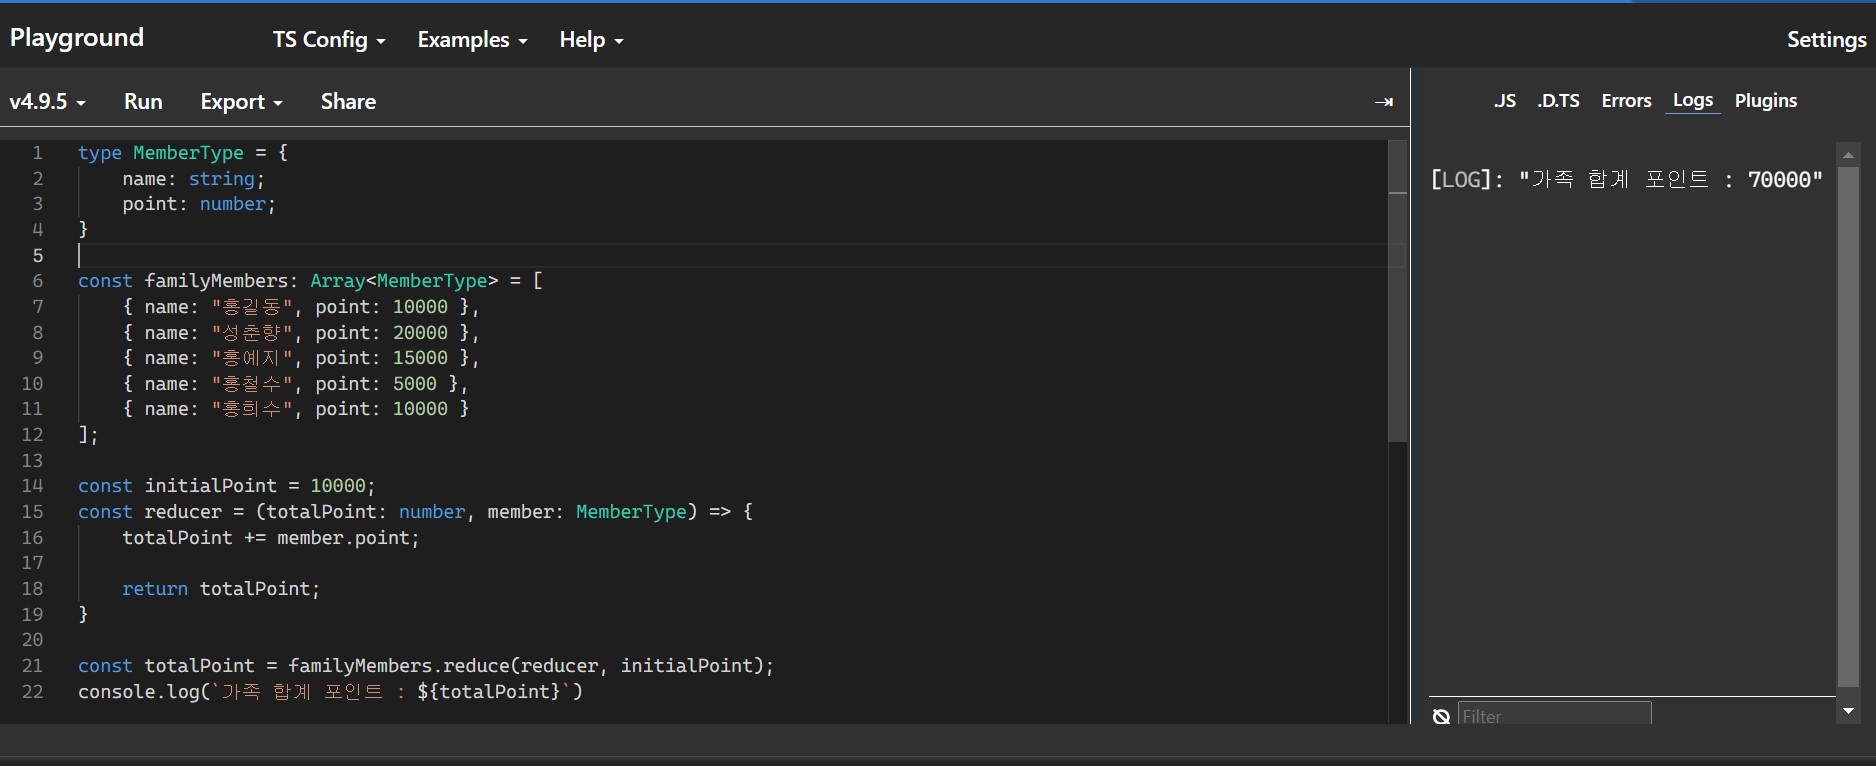 Playground
TS Config
Examples
Help
Settings
v4.9.5
Run
Export
Share
.JS
.D.TS
Errors
Logs
Plugins
1 type MemberType = {
2     name: string;
3     point: number;
4 }
5
6 const familyMembers: Array<MemberType> = [
7     { name: "홍길동", point: 10000 },
8     { name: "성춘향", point: 20000 },
9     { name: "홍예지", point: 15000 },
10     { name: "홍철수", point: 5000 },
11     { name: "홍희수", point: 10000 }
12 ];
13
14 const initialPoint = 10000;
15 const reducer = (totalPoint: number, member: MemberType) => {
16     totalPoint += member.point;
17
18     return totalPoint;
19 }
20
21 const totalPoint = familyMembers.reduce(reducer, initialPoint);
22 console.log(`가족 합계 포인트 : ${totalPoint}`)
[LOG]: "가족 합계 포인트 : 70000"
Filter